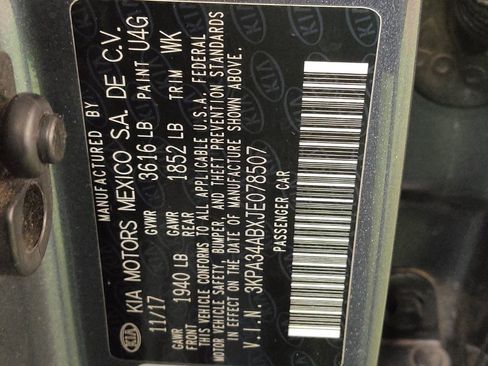 MANUFACTURED BY
KIA KIA MOTORS MEXICO S.A. DE C.V.
11/17 GVWR 3616 LB PAINT U4G
GAWR 1940 LB GAWR REAR 1852 LB TRIM WK
THIS VEHICLE CONFORMS TO ALL APPLICABLE U.S.A. FEDERAL
MOTOR VEHICLE SAFETY, BUMPER, AND THEFT PREVENTION STANDARDS
IN EFFECT ON THE DATE OF MANUFACTURE SHOWN ABOVE.
V.I.N. 3KPA34ABXJE078507
PASSENGER CAR